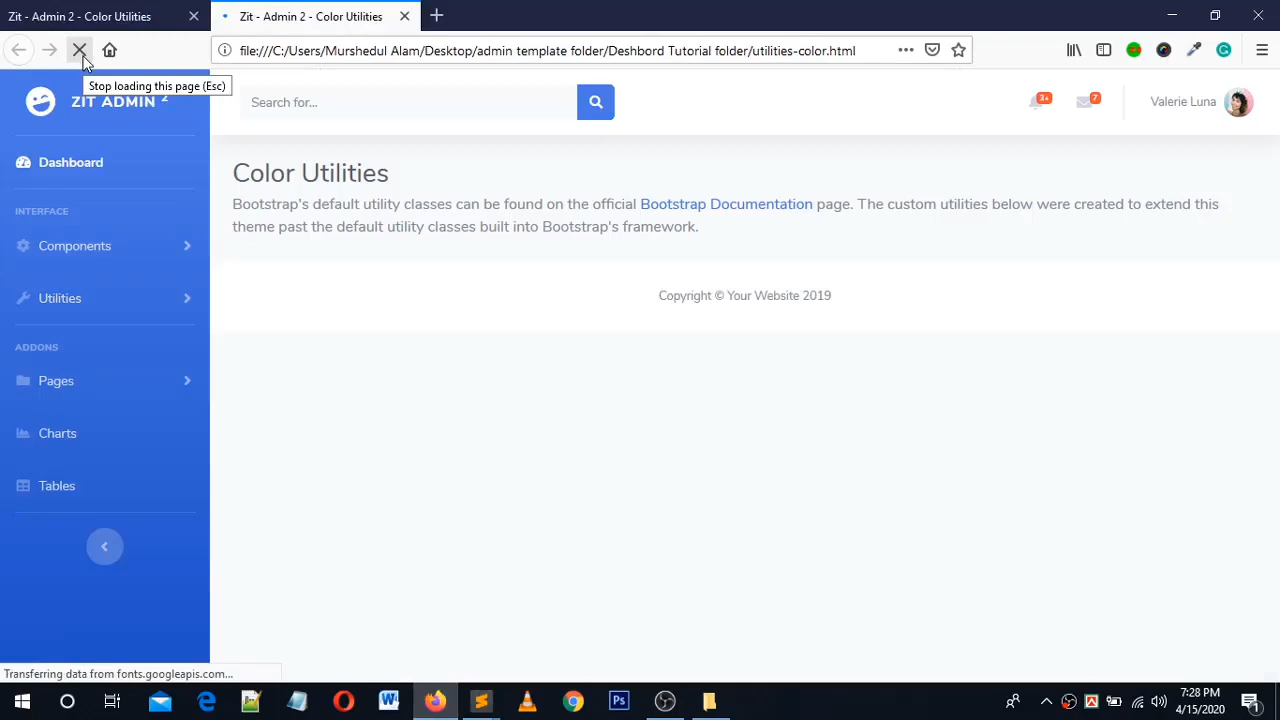 Zit - Admin 2 - Color Utilities
Zit - Admin 2 - Color Utilities
file:///C:/Users/Murshedul Alam/Desktop/admin template folder/Deshbord Tutorial folder/utilities-color.html
Stop loading this page (Esc)
ZIT ADMIN 2
Search for...
3+
7
Valerie Luna
Dashboard
INTERFACE
Components
Utilities
ADDONS
Pages
Charts
Tables
Color Utilities
Bootstrap's default utility classes can be found on the official Bootstrap Documentation page. The custom utilities below were created to extend this
theme past the default utility classes built into Bootstrap's framework.
Copyright © Your Website 2019
Transferring data from fonts.googleapis.com...
7:28 PM
4/15/2020